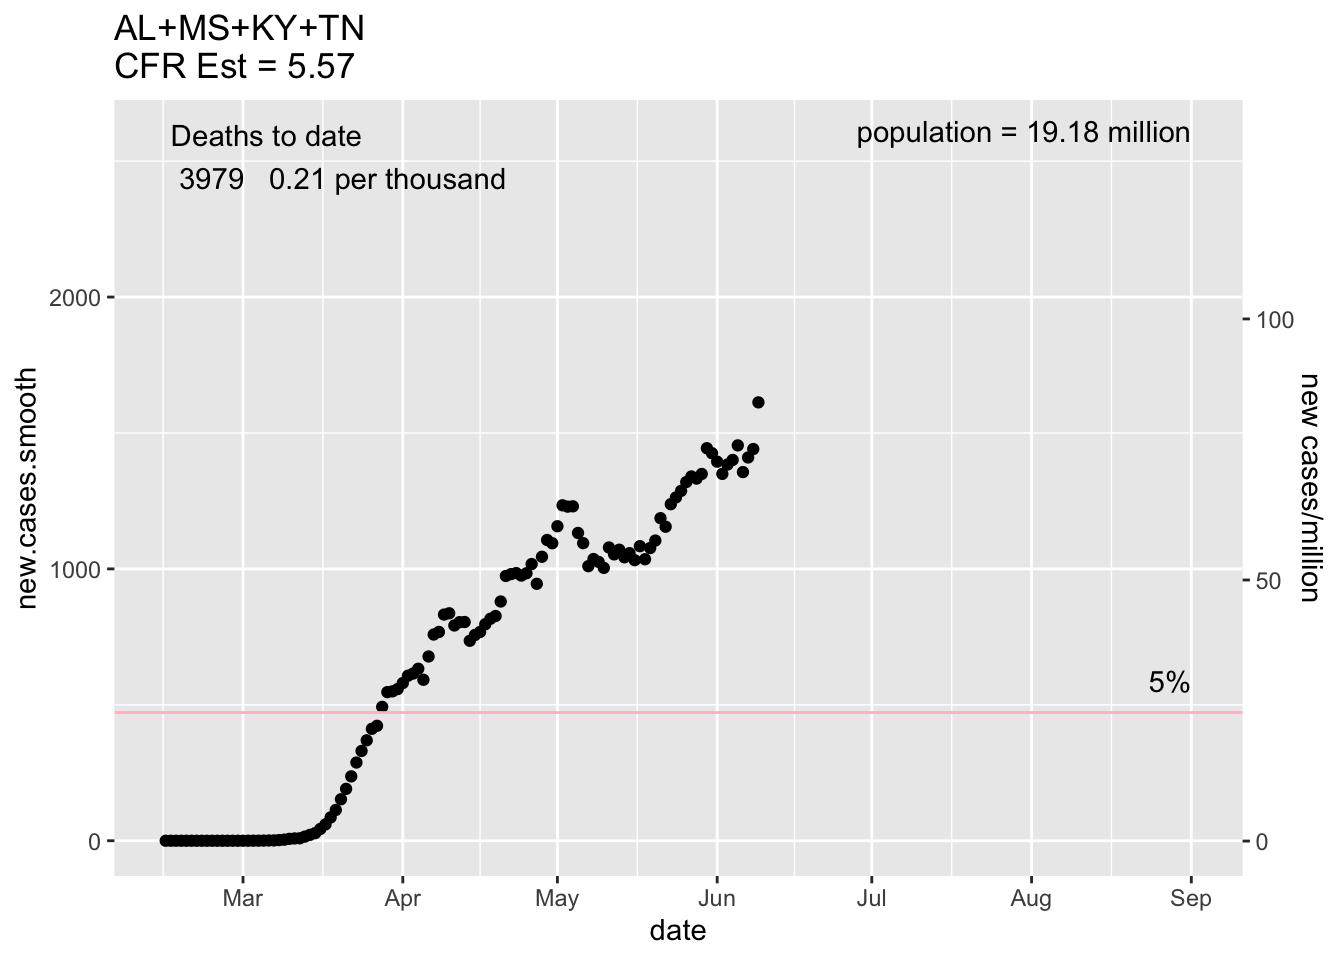 AL+MS+KY+TN
CFR Est = 5.57
Deaths to date
population = 19.18 million
3979 0.21 per thousand
2000
100
new.cases.smooth
new cases/million
1000
50
5%
0
0
Mar Apr May Jun Jul Aug Sep
date